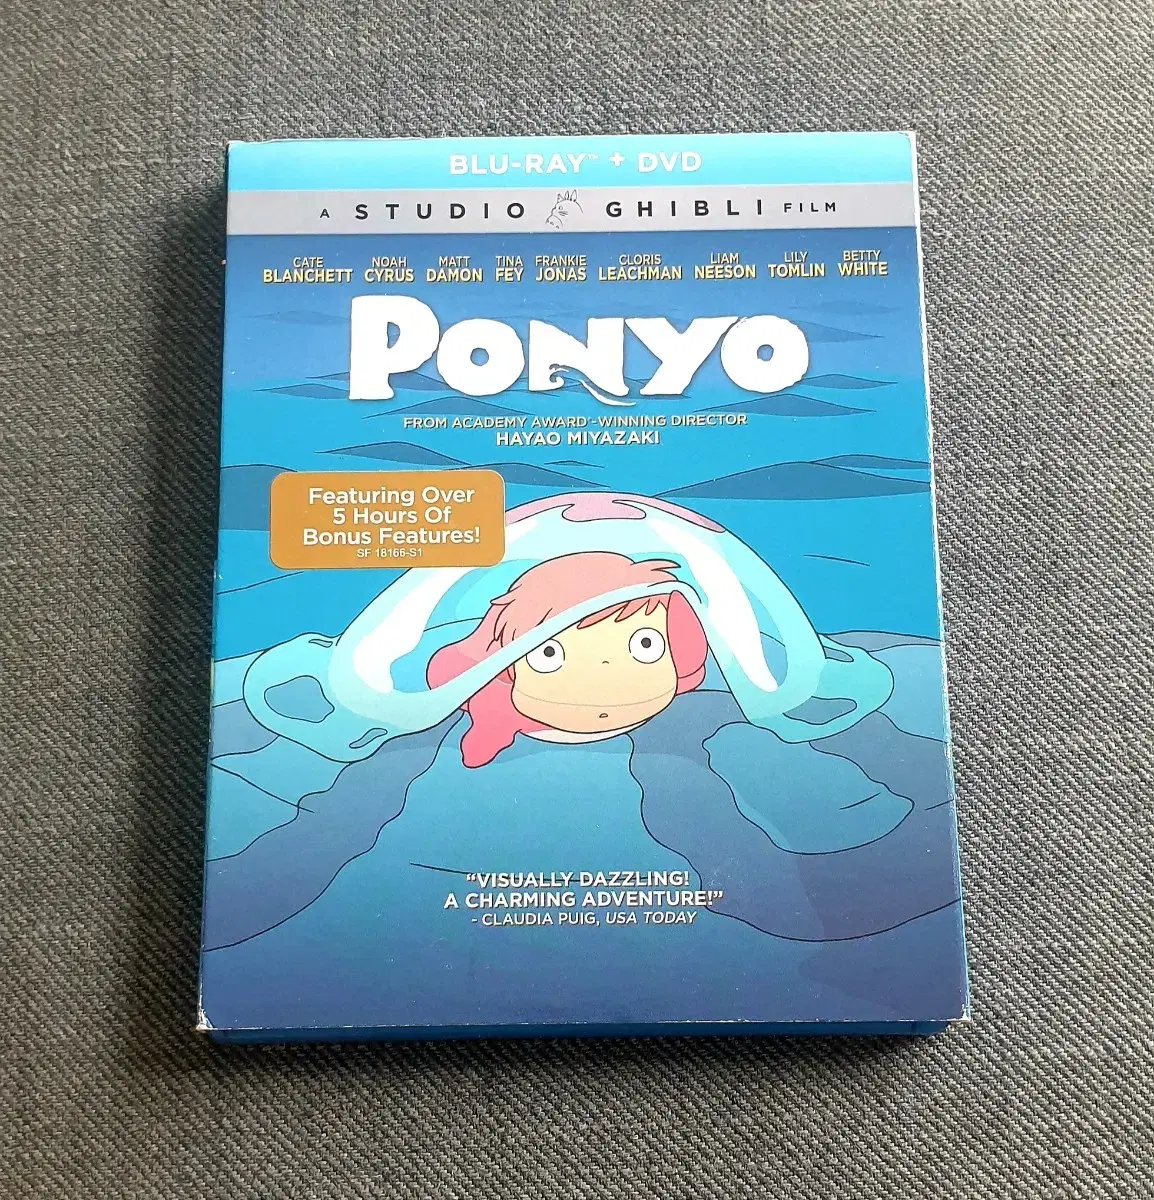 BLU-RAY™ + DVD
A STUDIO GHIBLI FILM
CATE NOAH MATT TINA FRANKIE CLORIS LIAM LILY BETTY
BLANCHETT CYRUS DAMON FEY JONAS LEACHMAN NEESON TOMLIN WHITE
PONYO
FROM ACADEMY AWARD®-WINNING DIRECTOR
HAYAO MIYAZAKI
Featuring Over
5 Hours Of
Bonus Features!
SF 18166-S1
“VISUALLY DAZZLING!
A CHARMING ADVENTURE!”
- CLAUDIA PUIG, USA TODAY